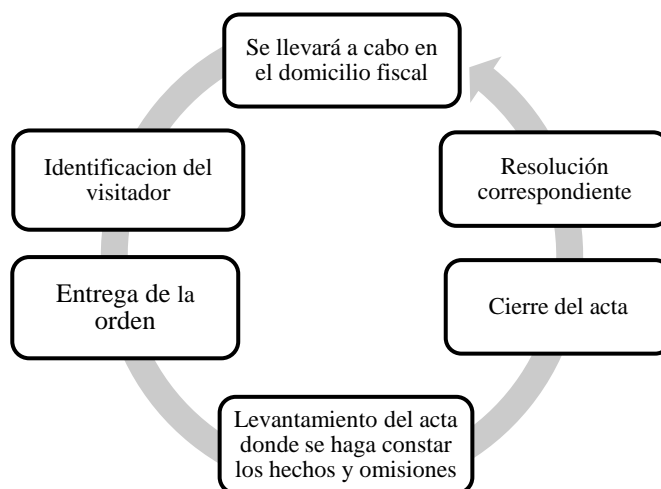 Se llevará a cabo en
el domicilio fiscal
Identificacion del
visitador
Entrega de la
orden
Levantamiento del acta
donde se haga constar
los hechos y omisiones
Cierre del acta
Resolución
correspondiente